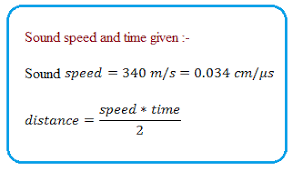 Sound speed and time given :-
Sound speed = 340 m/s = 0.034 cm/μs
distance = speed * time / 2